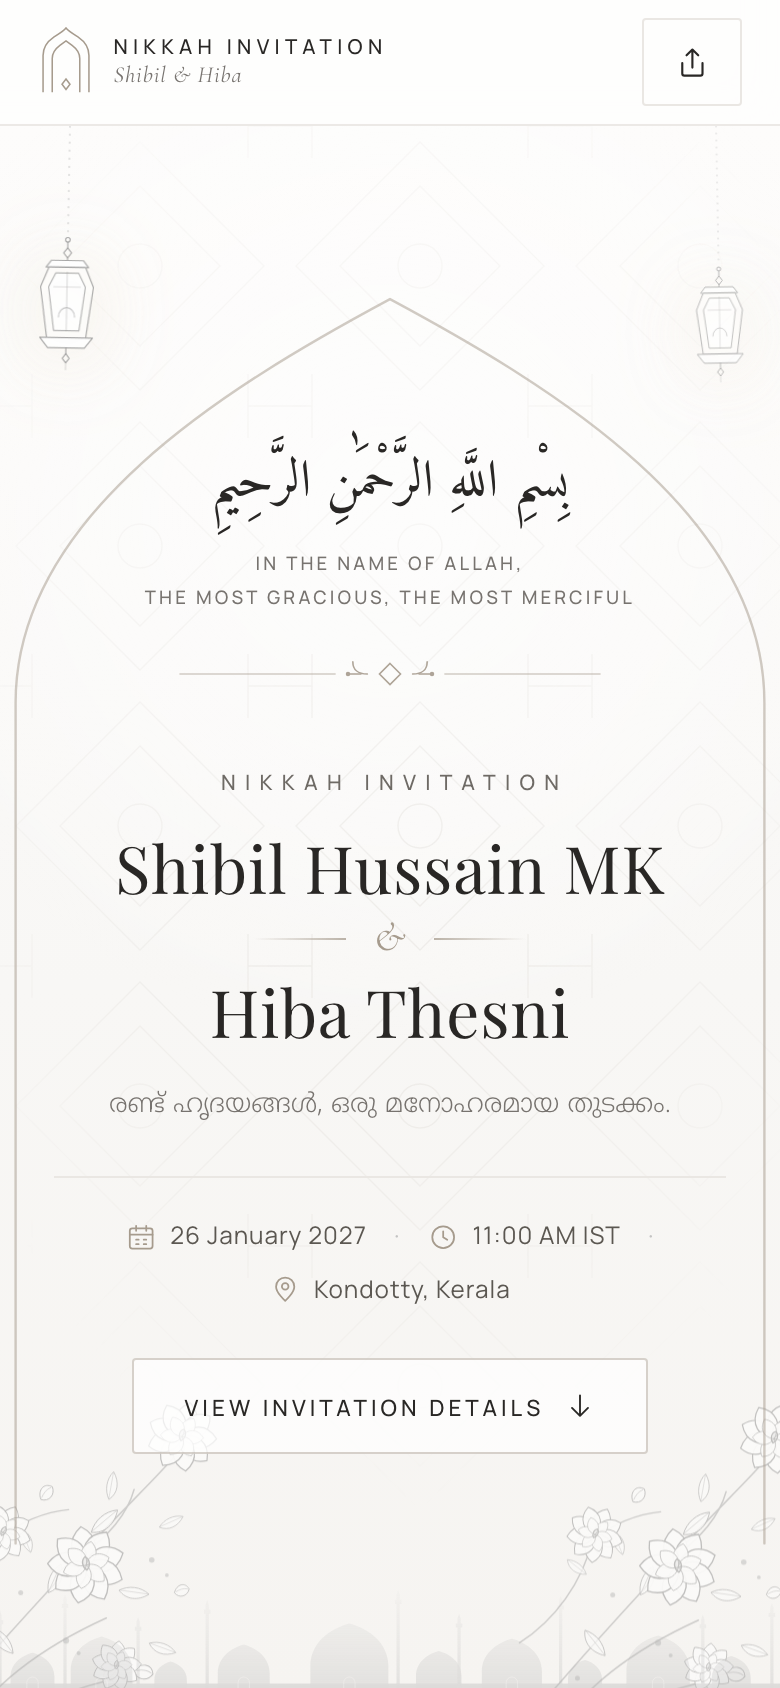 NIKKAH INVITATION
Shibil & Hiba
بِسْمِ اللَّهِ الرَّحْمَٰنِ الرَّحِيمِ
IN THE NAME OF ALLAH,
THE MOST GRACIOUS, THE MOST MERCIFUL
NIKKAH INVITATION
Shibil Hussain MK
&
Hiba Thesni
രണ്ട് ഹൃദയങ്ങൾ, ഒരു മനോഹരമായ തുടക്കം.
26 January 2027 · 11:00 AM IST ·
Kondotty, Kerala
VIEW INVITATION DETAILS ↓